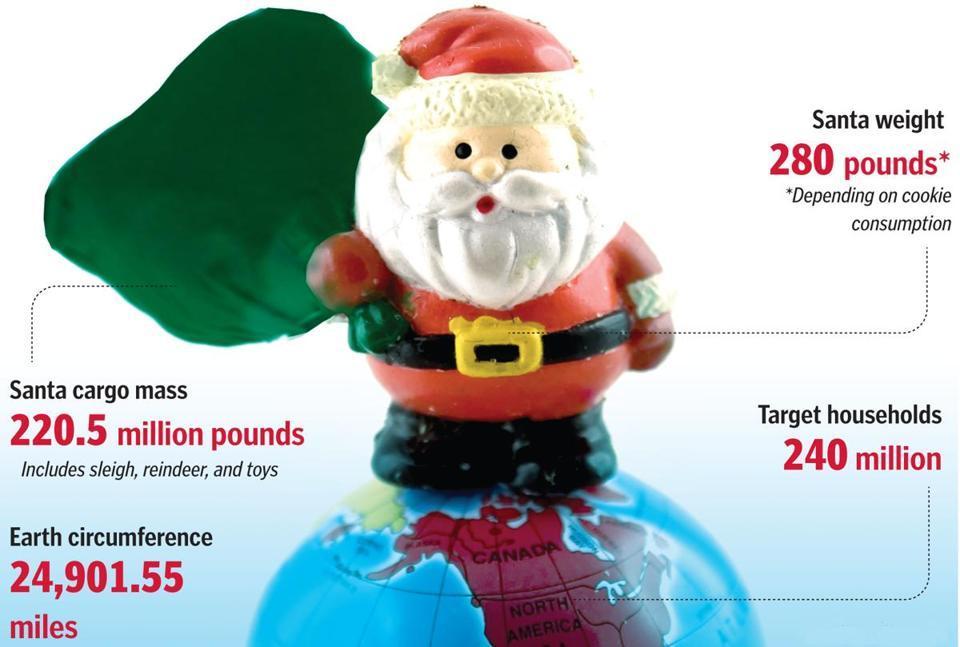 Santa weight
280 pounds*
*Depending on cookie
consumption
Santa cargo mass
220.5 million pounds
Includes sleigh, reindeer, and toys
Target households
240 million
Earth circumference
24,901.55
miles
CANADA
NORTH
AMERICA